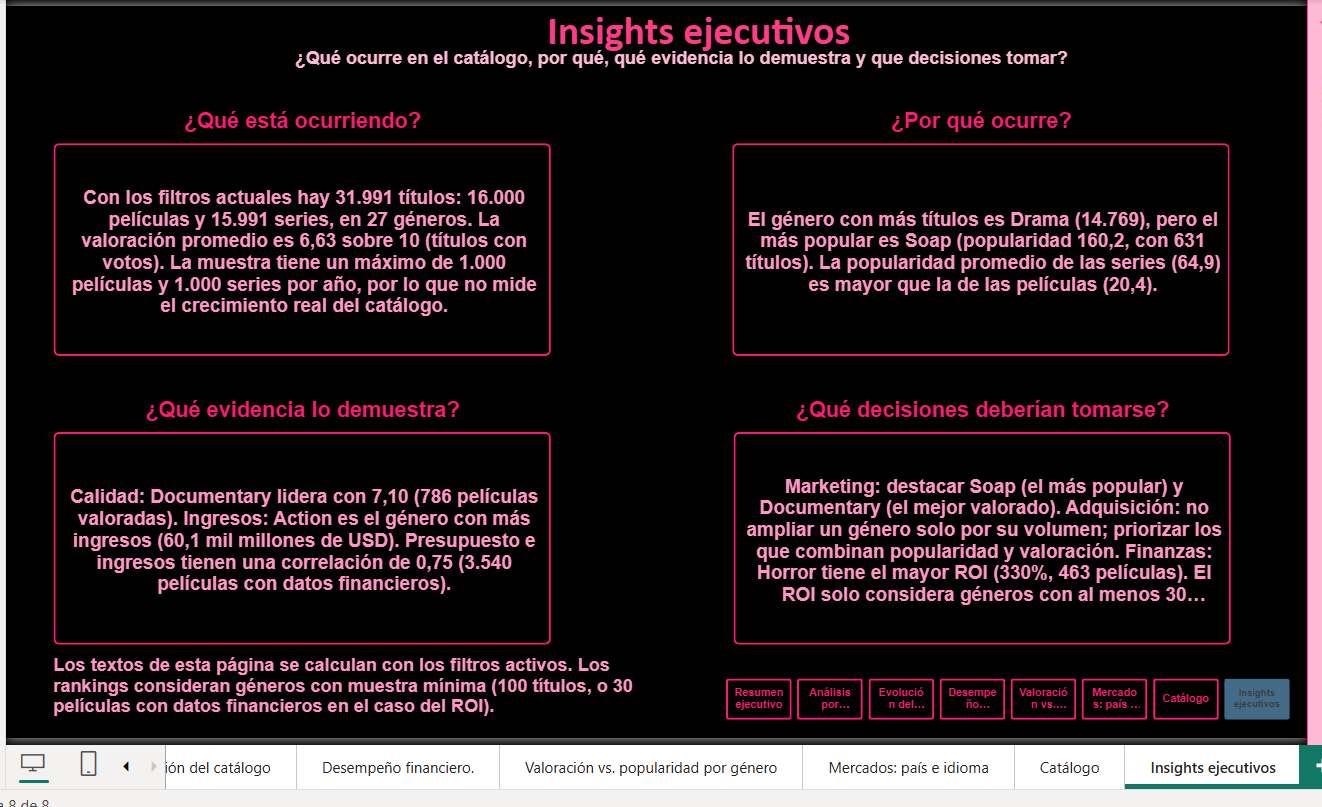 Insights ejecutivos
¿Qué ocurre en el catálogo, por qué, qué evidencia lo demuestra y que decisiones tomar?
¿Qué está ocurriendo?
Con los filtros actuales hay 31.991 títulos: 16.000
películas y 15.991 series, en 27 géneros. La
valoración promedio es 6,63 sobre 10 (títulos con
votos). La muestra tiene un máximo de 1.000
películas y 1.000 series por año, por lo que no mide
el crecimiento real del catálogo.
¿Por qué ocurre?
El género con más títulos es Drama (14.769), pero el
más popular es Soap (popularidad 160,2, con 631
títulos). La popularidad promedio de las series (64,9)
es mayor que la de las películas (20,4).
¿Qué evidencia lo demuestra?
Calidad: Documentary lidera con 7,10 (786 películas
valoradas). Ingresos: Action es el género con más
ingresos (60,1 mil millones de USD). Presupuesto e
ingresos tienen una correlación de 0,75 (3.540
películas con datos financieros).
¿Qué decisiones deberían tomarse?
Marketing: destacar Soap (el más popular) y
Documentary (el mejor valorado). Adquisición: no
ampliar un género solo por su volumen; priorizar los
que combinan popularidad y valoración. Finanzas:
Horror tiene el mayor ROI (330%, 463 películas). El
ROI solo considera géneros con al menos 30…
Los textos de esta página se calculan con los filtros activos. Los
rankings consideran géneros con muestra mínima (100 títulos, o 30
películas con datos financieros en el caso del ROI).
Resumen
ejecutivo
Análisis
por…
Evolució
n del…
Desempe
ño…
Valoració
n vs.…
Mercado
s: país …
Catálogo
Insights
ejecutivos
ión del catálogo
Desempeño financiero.
Valoración vs. popularidad por género
Mercados: país e idioma
Catálogo
Insights ejecutivos
a 8 de 8